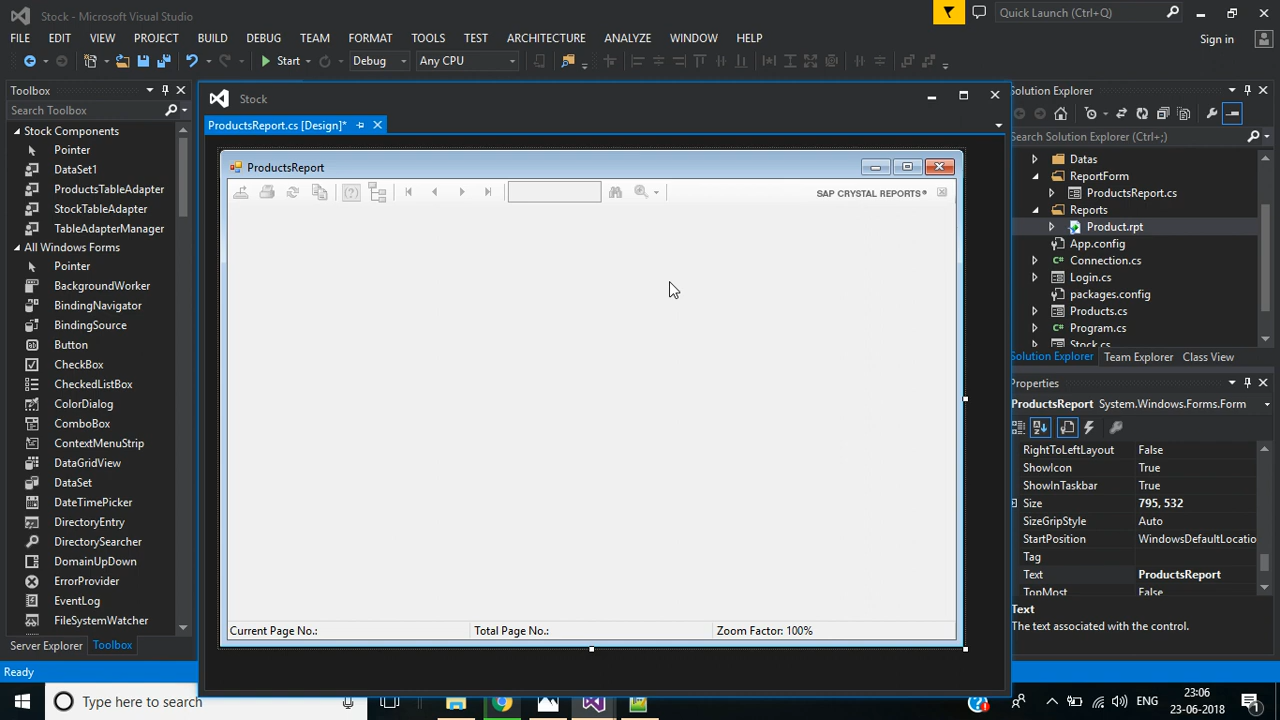 Stock - Microsoft Visual Studio
Quick Launch (Ctrl+Q)
FILE EDIT VIEW PROJECT BUILD DEBUG TEAM FORMAT TOOLS TEST ARCHITECTURE ANALYZE WINDOW HELP
Sign in
Start Debug Any CPU
Toolbox
Search Toolbox
Stock Components
Pointer
DataSet1
ProductsTableAdapter
StockTableAdapter
TableAdapterManager
All Windows Forms
Pointer
BackgroundWorker
BindingNavigator
BindingSource
Button
CheckBox
CheckedListBox
ColorDialog
ComboBox
ContextMenuStrip
DataGridView
DataSet
DateTimePicker
DirectoryEntry
DirectorySearcher
DomainUpDown
ErrorProvider
EventLog
FileSystemWatcher
Server Explorer Toolbox
Stock
ProductsReport.cs [Design]*
ProductsReport
SAP CRYSTAL REPORTS®
Current Page No.: Total Page No.: Zoom Factor: 100%
Solution Explorer
Search Solution Explorer (Ctrl+;)
Datas
ReportForm
ProductsReport.cs
Reports
Product.rpt
App.config
Connection.cs
Login.cs
packages.config
Products.cs
Program.cs
Stock.cs
Solution Explorer Team Explorer Class View
Properties
ProductsReport System.Windows.Forms.Form
RightToLeftLayout False
ShowIcon True
ShowInTaskbar True
Size 795, 532
SizeGripStyle Auto
StartPosition WindowsDefaultLocatio
Tag
Text ProductsReport
TopMost False
Text
The text associated with the control.
Ready
Type here to search
ENG
23:06
23-06-2018
1